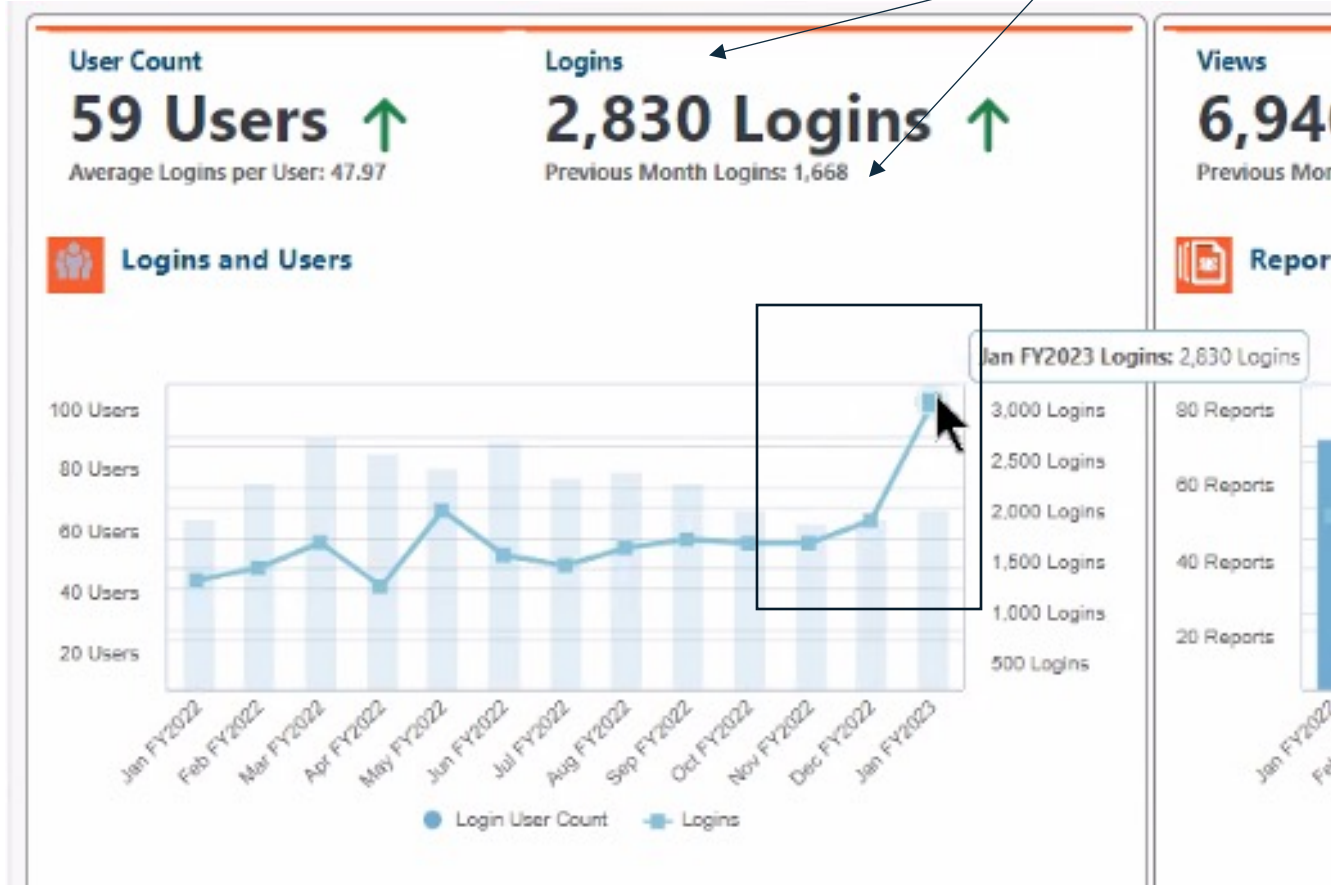 User Count
59 Users
Average Logins per User: 47.97
Logins
2,830 Logins
Previous Month Logins: 1,668
Views
6,94
Previous Mon
Logins and Users
Repor
Jan FY2023 Logins: 2,830 Logins
100 Users
80 Users
60 Users
40 Users
20 Users
3,000 Logins
2,500 Logins
2,000 Logins
1,500 Logins
1,000 Logins
500 Logins
Jan FY2022
Feb FY2022
Mar FY2022
Apr FY2022
May FY2022
Jun FY2022
Jul FY2022
Aug FY2022
Sep FY2022
Oct FY2022
Nov FY2022
Dec FY2022
Jan FY2023
Login User Count
Logins
80 Reports
60 Reports
40 Reports
20 Reports
Jan FY2022